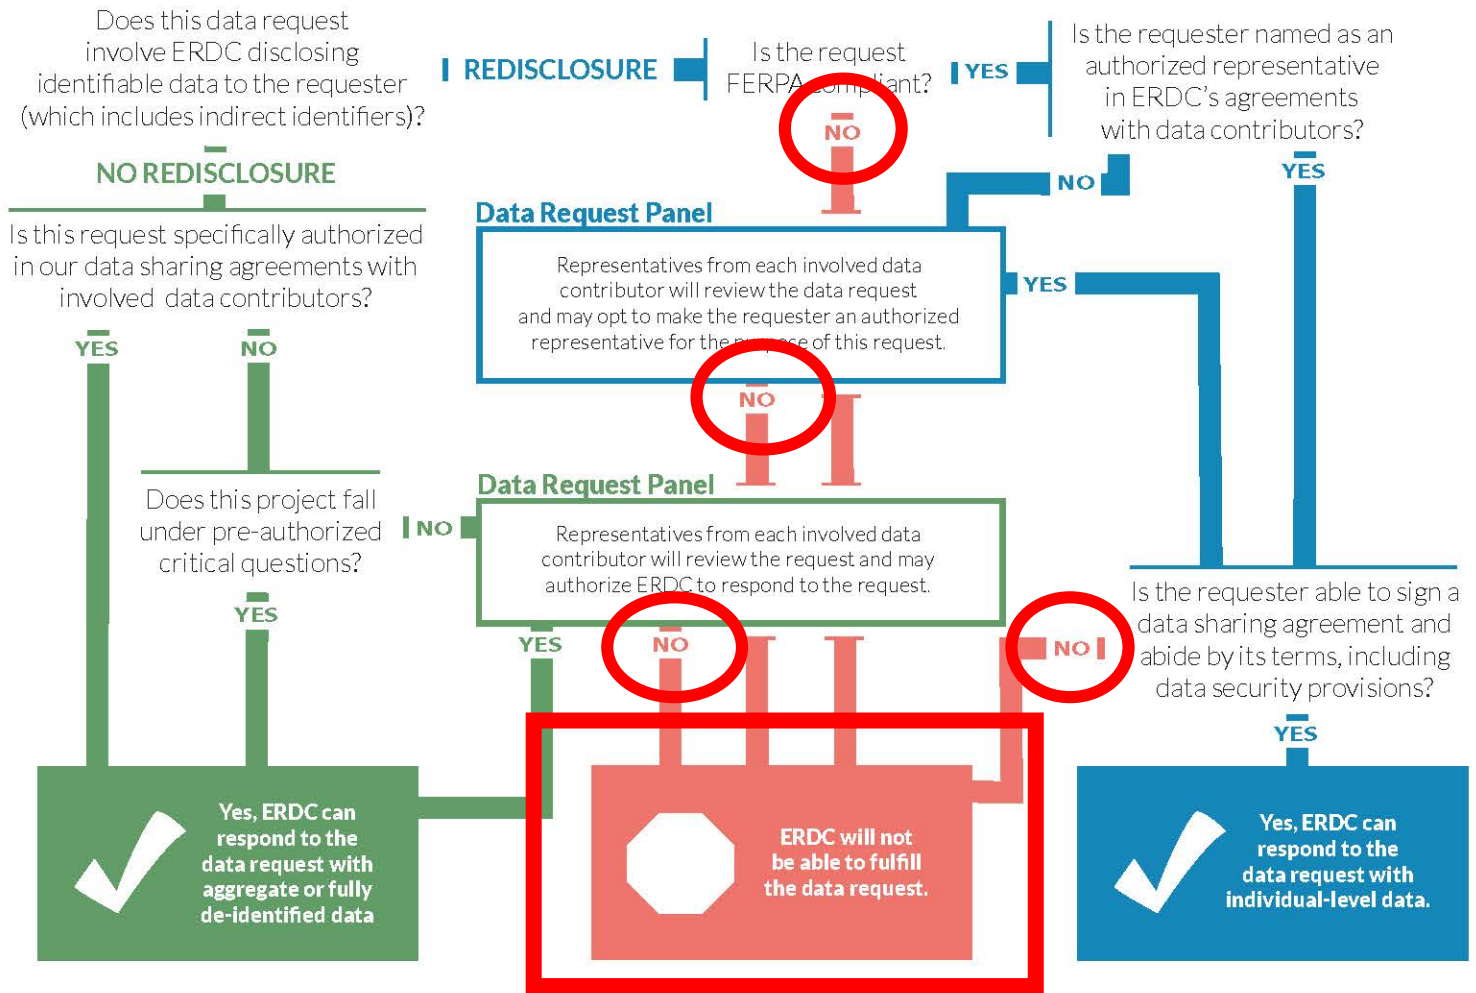 Does this data request
involve ERDC disclosing
identifiable data to the requester
(which includes indirect identifiers)?
REDISCLOSURE
Is the request
FERPA compliant?
YES
Is the requester named as an
authorized representative
in ERDC's agreements
with data contributors?
NO
NO REDISCLOSURE
NO
YES
Is this request specifically authorized
in our data sharing agreements with
involved data contributors?
Data Request Panel
Representatives from each involved data
contributor will review the data request
and may opt to make the requester an authorized
representative for the purpose of this request.
YES
YES
NO
NO
Does this project fall
under pre-authorized
critical questions?
NO
Data Request Panel
Representatives from each involved data
contributor will review the request and may
authorize ERDC to respond to the request.
YES
YES
NO
NO
Is the requester able to sign a
data sharing agreement and
abide by its terms, including
data security provisions?
YES
Yes, ERDC can
respond to the
data request with
aggregate or fully
de-identified data
ERDC will not
be able to fulfill
the data request.
Yes, ERDC can
respond to the
data request with
individual-level data.